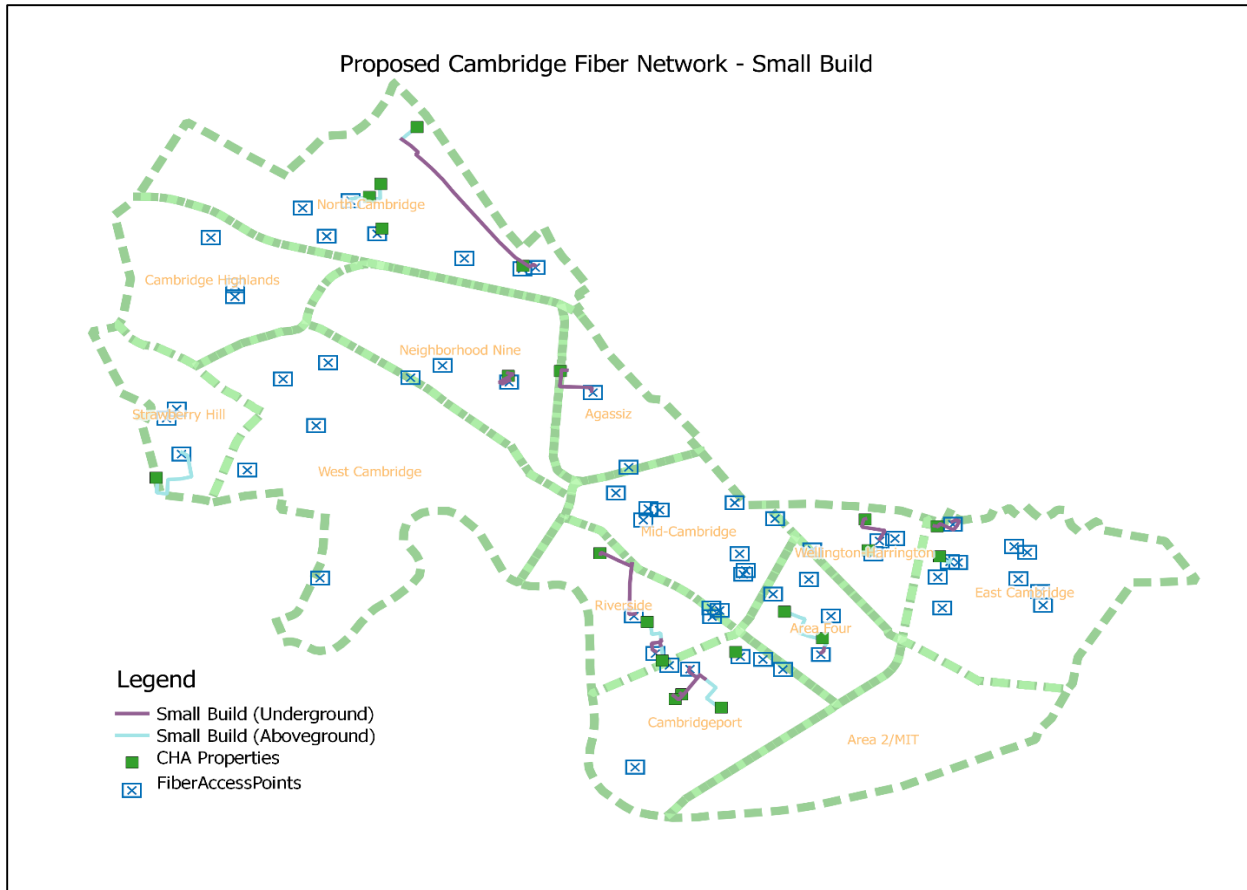 Proposed Cambridge Fiber Network - Small Build
North Cambridge
Cambridge Highlands
Neighborhood Nine
Strawberry Hill
Agassiz
West Cambridge
Mid-Cambridge
Wellington-Harrington
East Cambridge
Riverside
Area Four
Cambridgeport
Area 2/MIT
Legend
Small Build (Underground)
Small Build (Aboveground)
CHA Properties
FiberAccessPoints